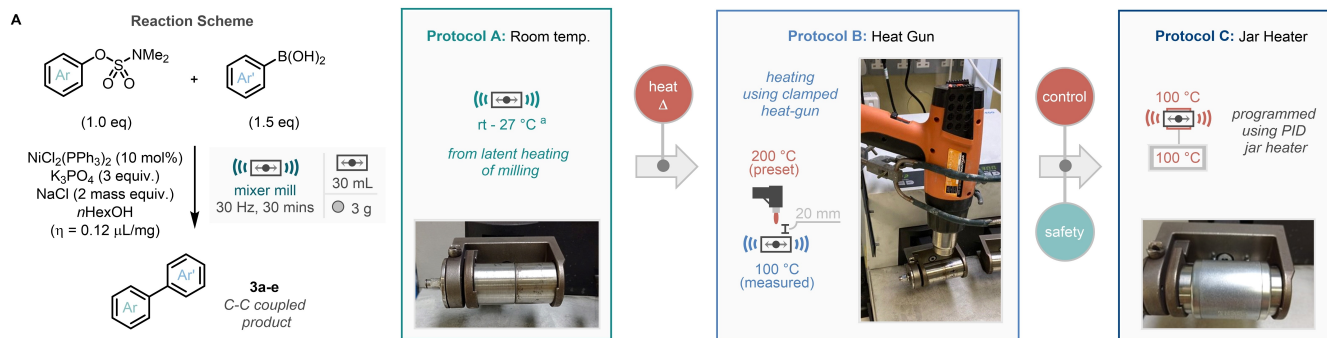 A
Reaction Scheme
Ar
O
S
NMe2
O O
+
Ar'
B(OH)2
(1.0 eq)
(1.5 eq)
NiCl2(PPh3)2 (10 mol%)
K3PO4 (3 equiv.)
NaCl (2 mass equiv.)
nHexOH
(η = 0.12 μL/mg)
mixer mill
30 Hz, 30 mins
30 mL
3 g
Ar
Ar'
3a-e
C-C coupled
product
Protocol A: Room temp.
rt - 27 °C a
from latent heating
of milling
heat
Δ
Protocol B: Heat Gun
heating
using clamped
heat-gun
200 °C
(preset)
20 mm
100 °C
(measured)
control
safety
Protocol C: Jar Heater
100 °C
100 °C
programmed
using PID
jar heater